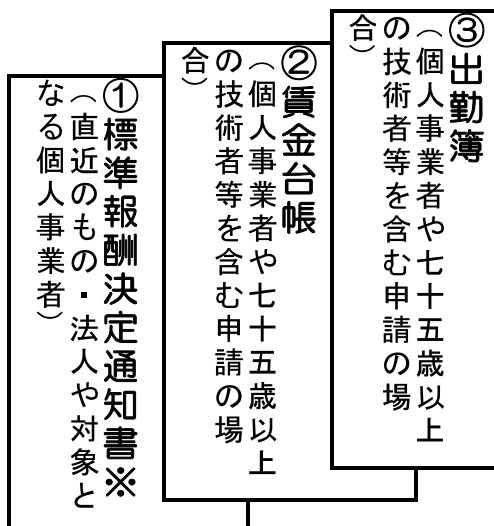 ③出勤簿
（個人事業者や七十五歳以上
の技術者等を含む申請の場
合）
②賃金台帳
（個人事業者や七十五歳以上
の技術者等を含む申請の場
合）
①標準報酬決定通知書※
（直近のもの・法人や対象と
なる個人事業者）